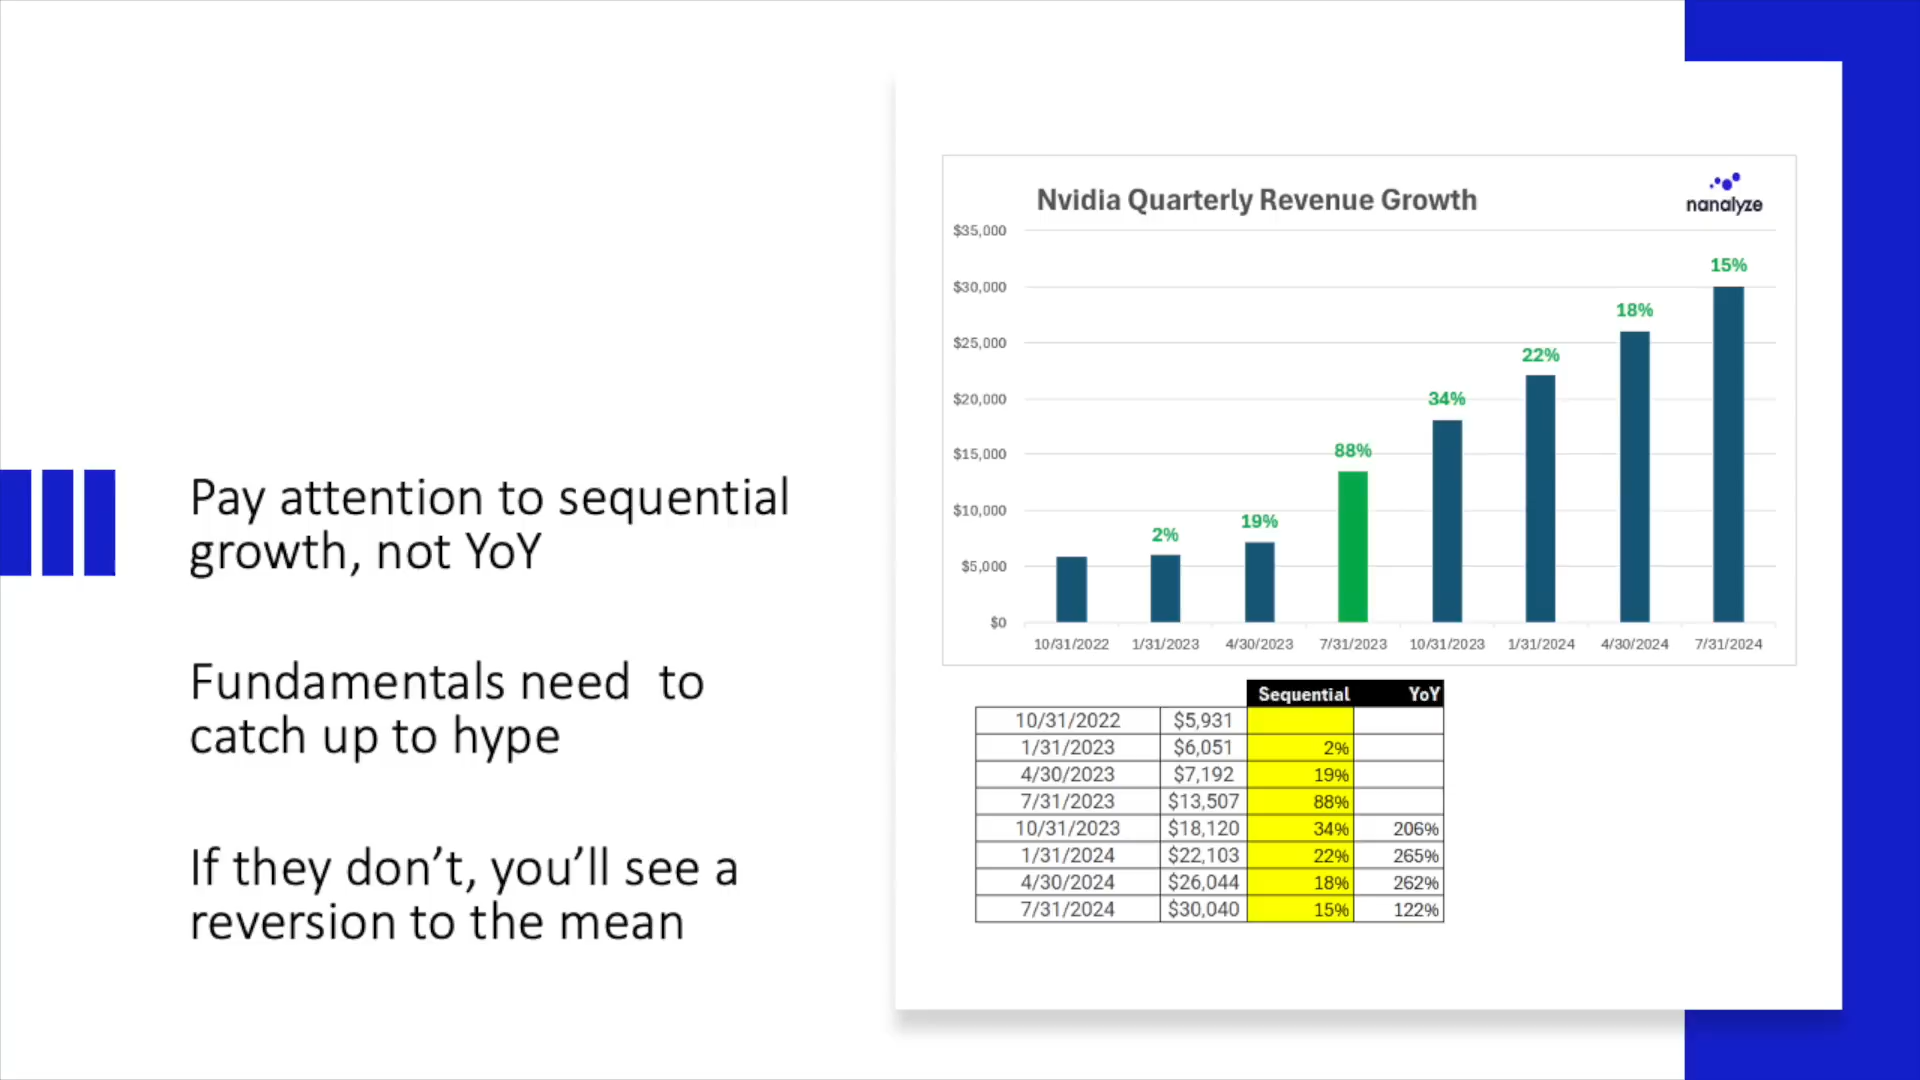 Pay attention to sequential
growth, not YoY
Fundamentals need  to
catch up to hype
If they don’t, you’ll see a
reversion to the mean
Nvidia Quarterly Revenue Growth
nanalyze
$35,000
$30,000
$25,000
$20,000
$15,000
$10,000
$5,000
$0
2%
19%
88%
34%
22%
18%
15%
10/31/2022 1/31/2023 4/30/2023 7/31/2023 10/31/2023 1/31/2024 4/30/2024 7/31/2024
Sequential YoY
10/31/2022 $5,931
1/31/2023 $6,051 2%
4/30/2023 $7,192 19%
7/31/2023 $13,507 88%
10/31/2023 $18,120 34% 206%
1/31/2024 $22,103 22% 265%
4/30/2024 $26,044 18% 262%
7/31/2024 $30,040 15% 122%